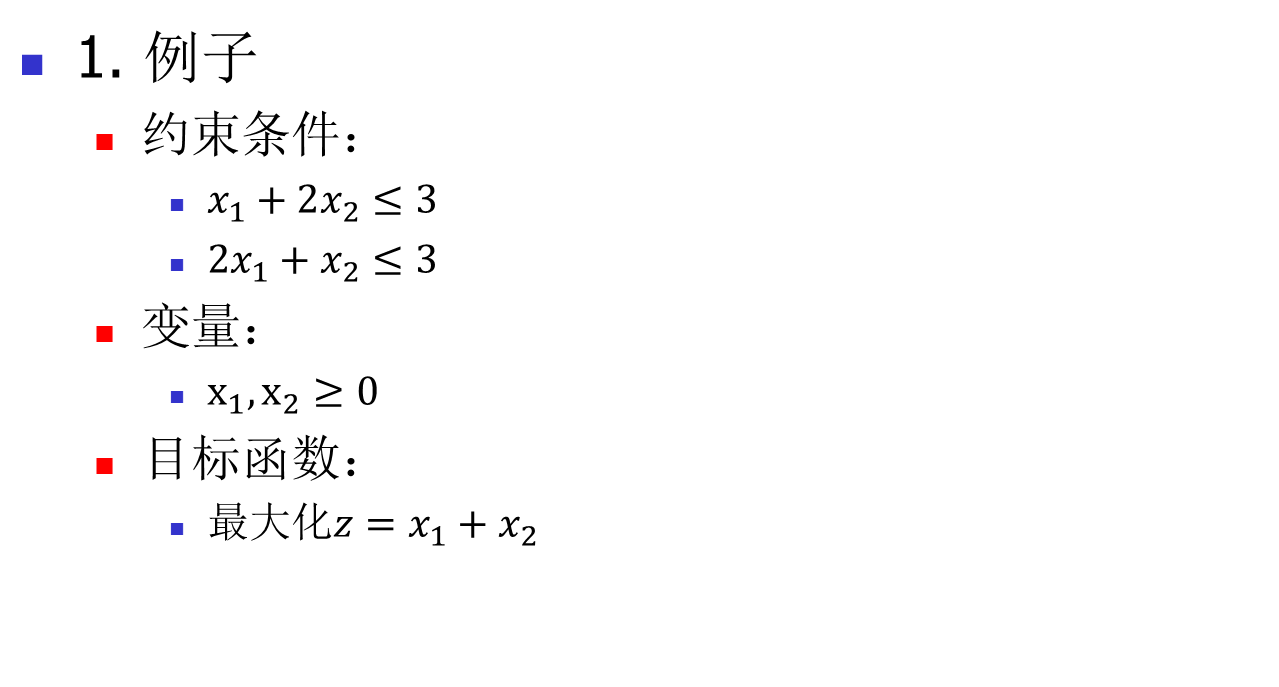 1. 例子
约束条件：
x₁ + 2x₂ ≤ 3
2x₁ + x₂ ≤ 3
变量：
x₁,x₂ ≥ 0
目标函数：
最大化z = x₁ + x₂